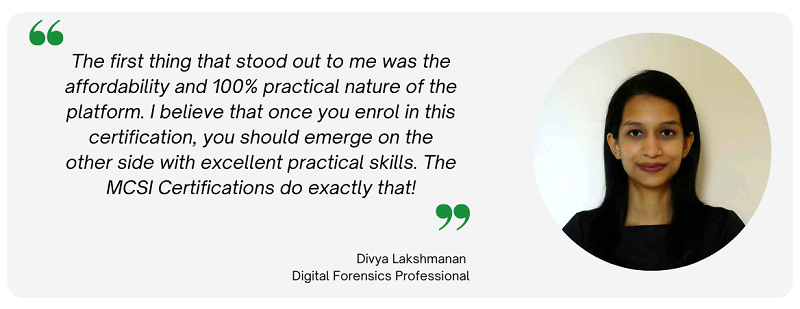 The first thing that stood out to me was the
affordability and 100% practical nature of the
platform. I believe that once you enrol in this
certification, you should emerge on the
other side with excellent practical skills. The
MCSI Certifications do exactly that!
Divya Lakshmanan
Digital Forensics Professional